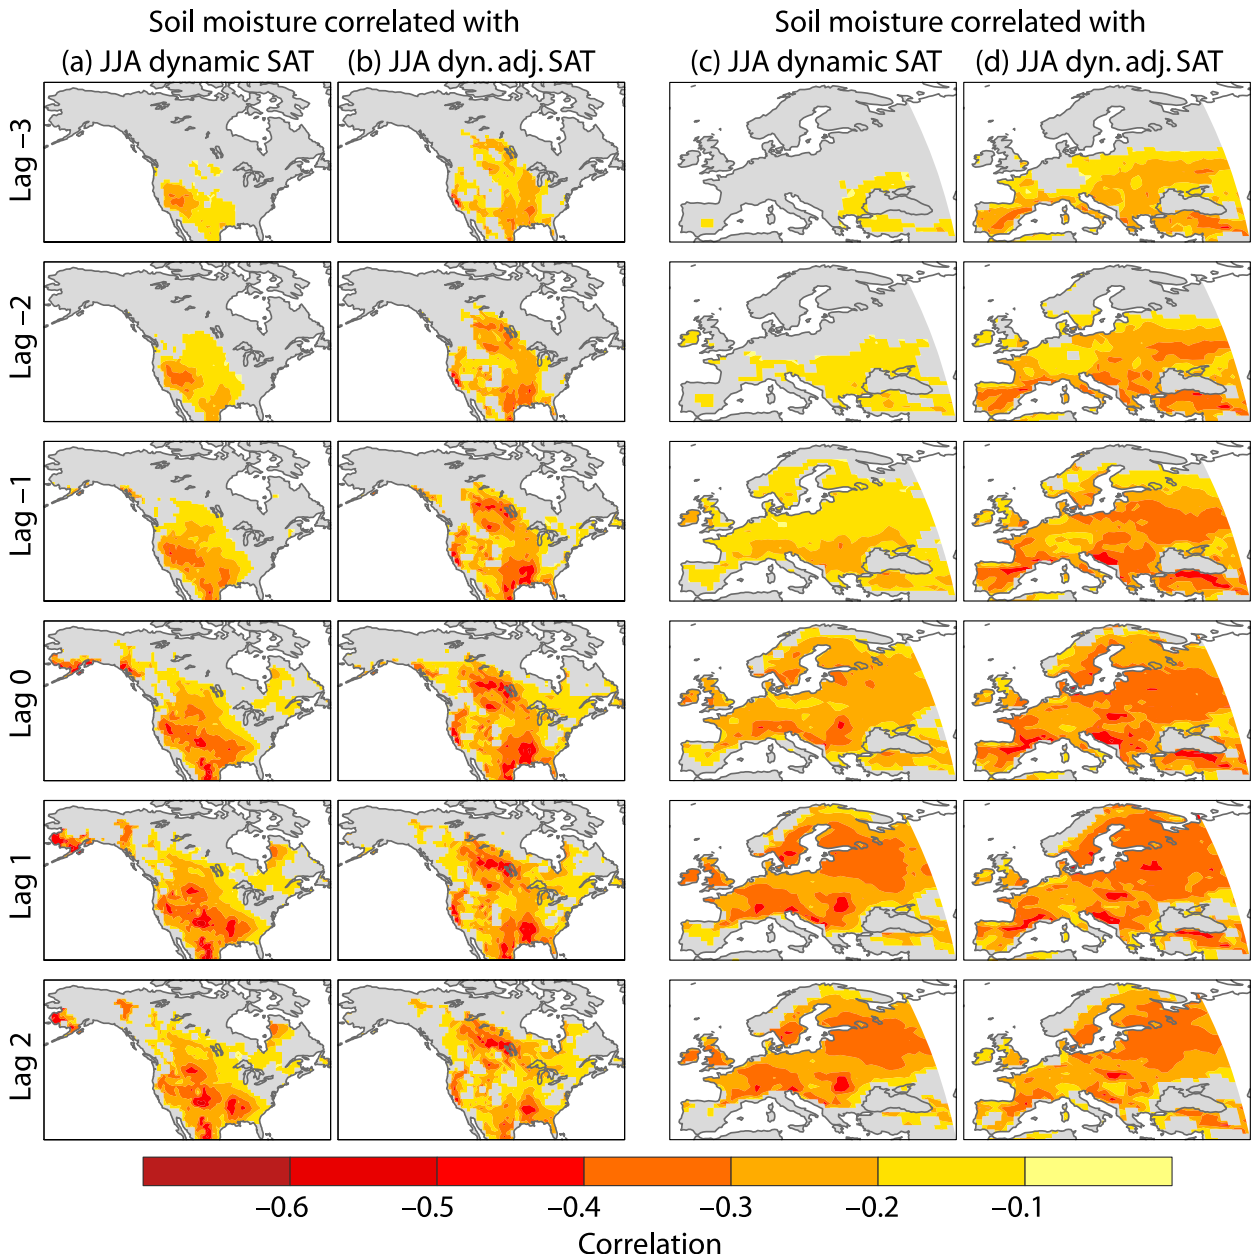 Soil moisture correlated with
Soil moisture correlated with
(a) JJA dynamic SAT
(b) JJA dyn. adj. SAT
(c) JJA dynamic SAT
(d) JJA dyn. adj. SAT
Lag −3
Lag −2
Lag −1
Lag 0
Lag 1
Lag 2
−0.6 −0.5 −0.4 −0.3 −0.2 −0.1
Correlation